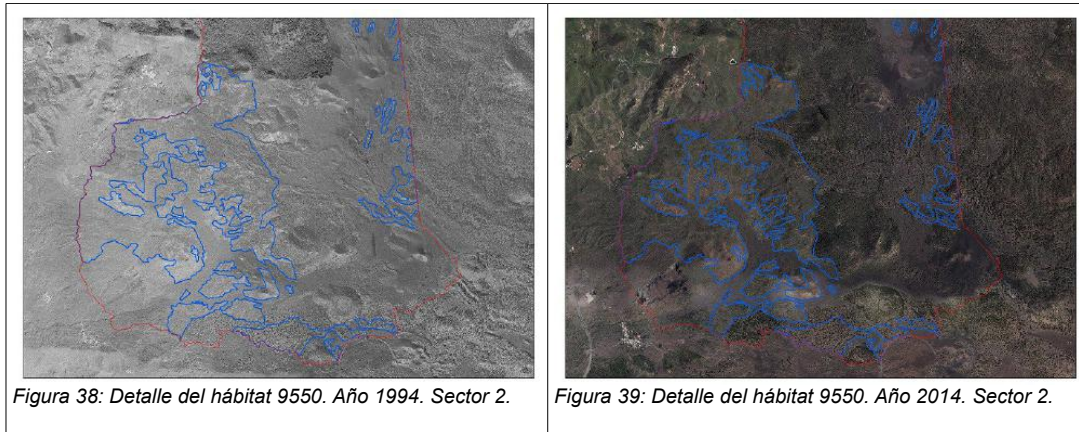 Figura 38: Detalle del hábitat 9550. Año 1994. Sector 2.
Figura 39: Detalle del hábitat 9550. Año 2014. Sector 2.